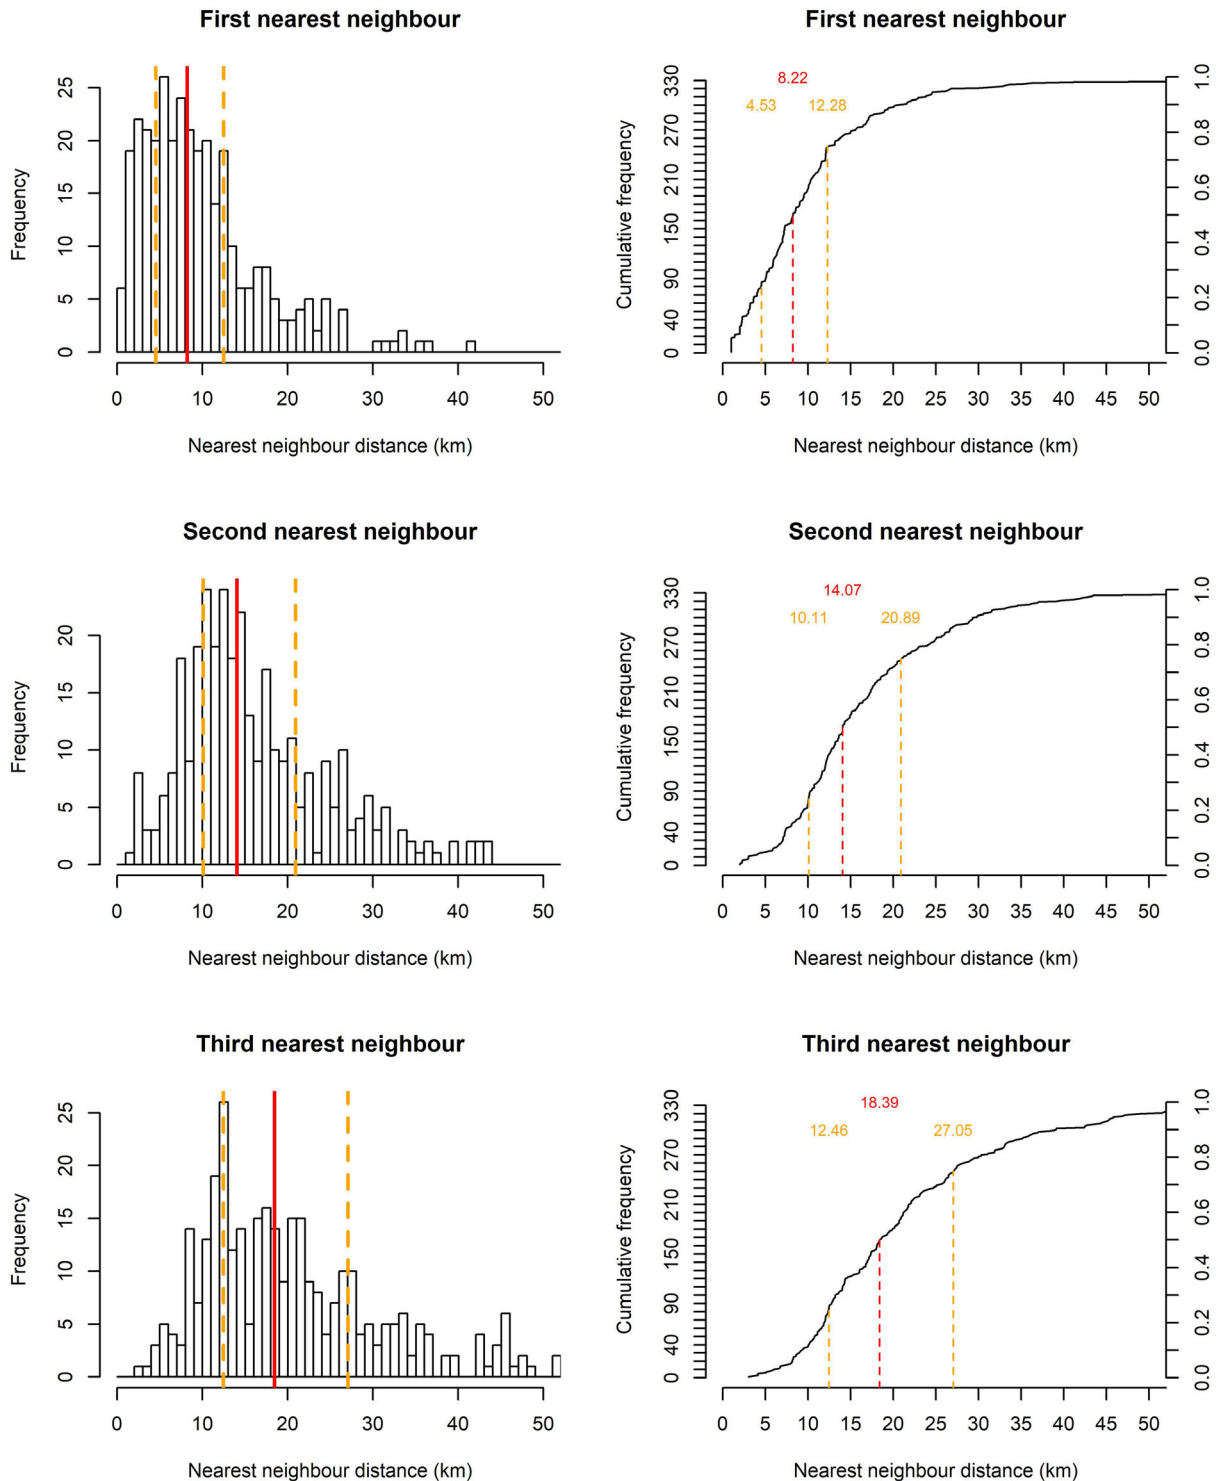 First nearest neighbour
First nearest neighbour
Frequency
0 5 10 15 20 25
0 10 20 30 40 50
Nearest neighbour distance (km)
Cumulative frequency
0 40 90 150 210 270 330
8.22
4.53 12.28
0.0 0.2 0.4 0.6 0.8 1.0
0 5 10 15 20 25 30 35 40 45 50
Nearest neighbour distance (km)
Second nearest neighbour
Second nearest neighbour
Frequency
0 5 10 15 20
0 10 20 30 40 50
Nearest neighbour distance (km)
Cumulative frequency
0 40 90 150 210 270 330
14.07
10.11 20.89
0.0 0.2 0.4 0.6 0.8 1.0
0 5 10 15 20 25 30 35 40 45 50
Nearest neighbour distance (km)
Third nearest neighbour
Third nearest neighbour
Frequency
0 5 10 15 20 25
0 10 20 30 40 50
Nearest neighbour distance (km)
Cumulative frequency
0 40 90 150 210 270 330
18.39
12.46 27.05
0.0 0.2 0.4 0.6 0.8 1.0
0 5 10 15 20 25 30 35 40 45 50
Nearest neighbour distance (km)